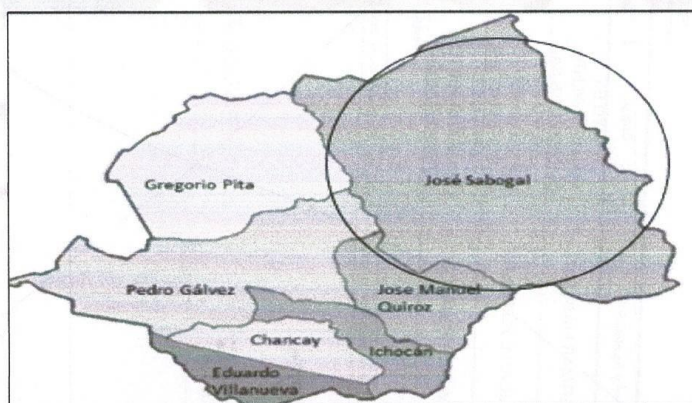 Gregorio Pita
José Sabogal
Pedro Gálvez
Jose Manuel
Quiroz
Chancay
Ichocán
Eduardo
Villanueva